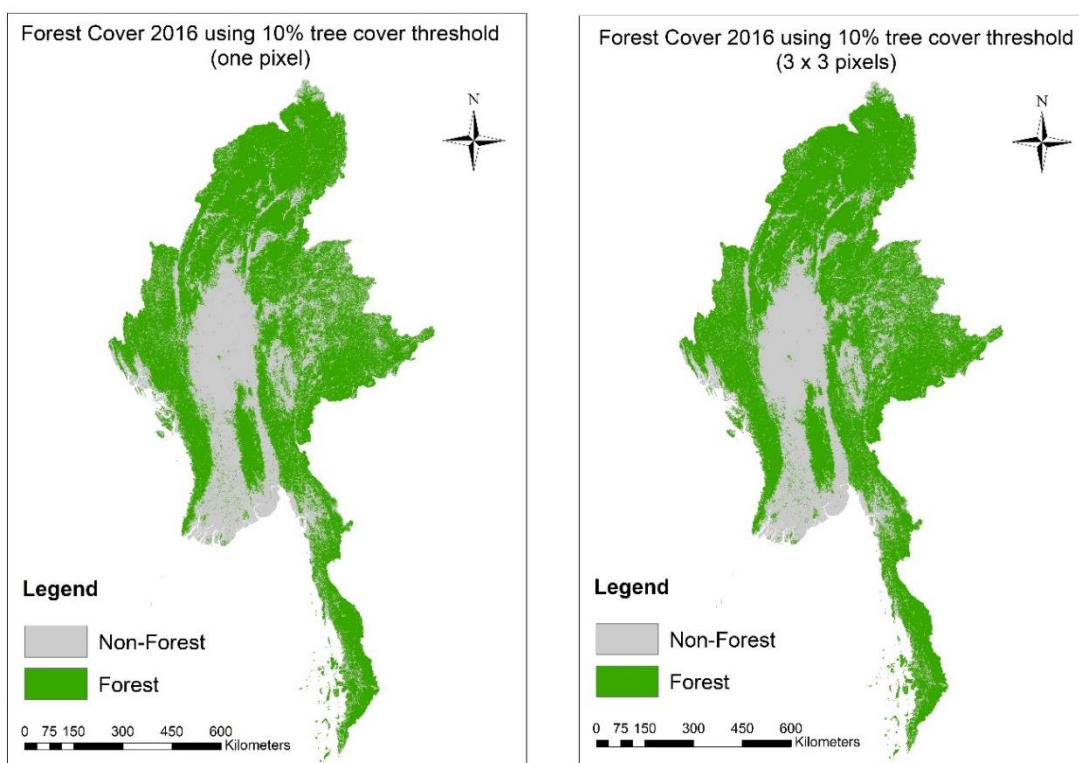 Forest Cover 2016 using 10% tree cover threshold
(one pixel)
N
Legend
Non-Forest
Forest
0 75 150 300 450 600
Kilometers
Forest Cover 2016 using 10% tree cover threshold
(3 x 3 pixels)
N
Legend
Non-Forest
Forest
0 75 150 300 450 600
Kilometers